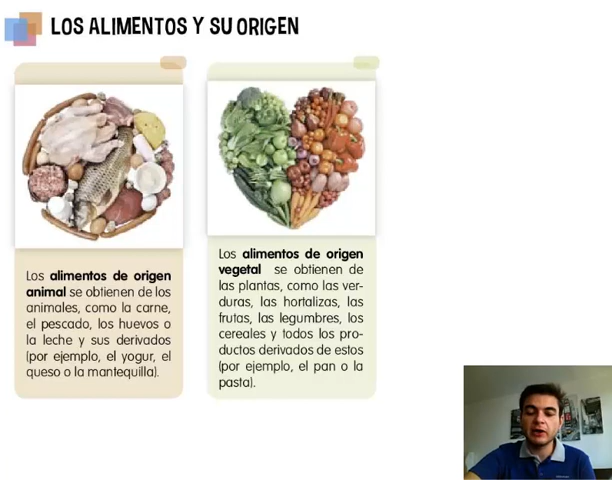 LOS ALIMENTOS Y SU ORIGEN
Los alimentos de origen
animal se obtienen de los
animales, como la carne,
el pescado, los huevos o
la leche y sus derivados
(por ejemplo, el yogur, el
queso o la mantequilla).
Los alimentos de origen
vegetal se obtienen de
las plantas, como las ver-
duras, las hortalizas, las
frutas, las legumbres, los
cereales y todos los pro-
ductos derivados de estos
(por ejemplo, el pan o la
pasta).